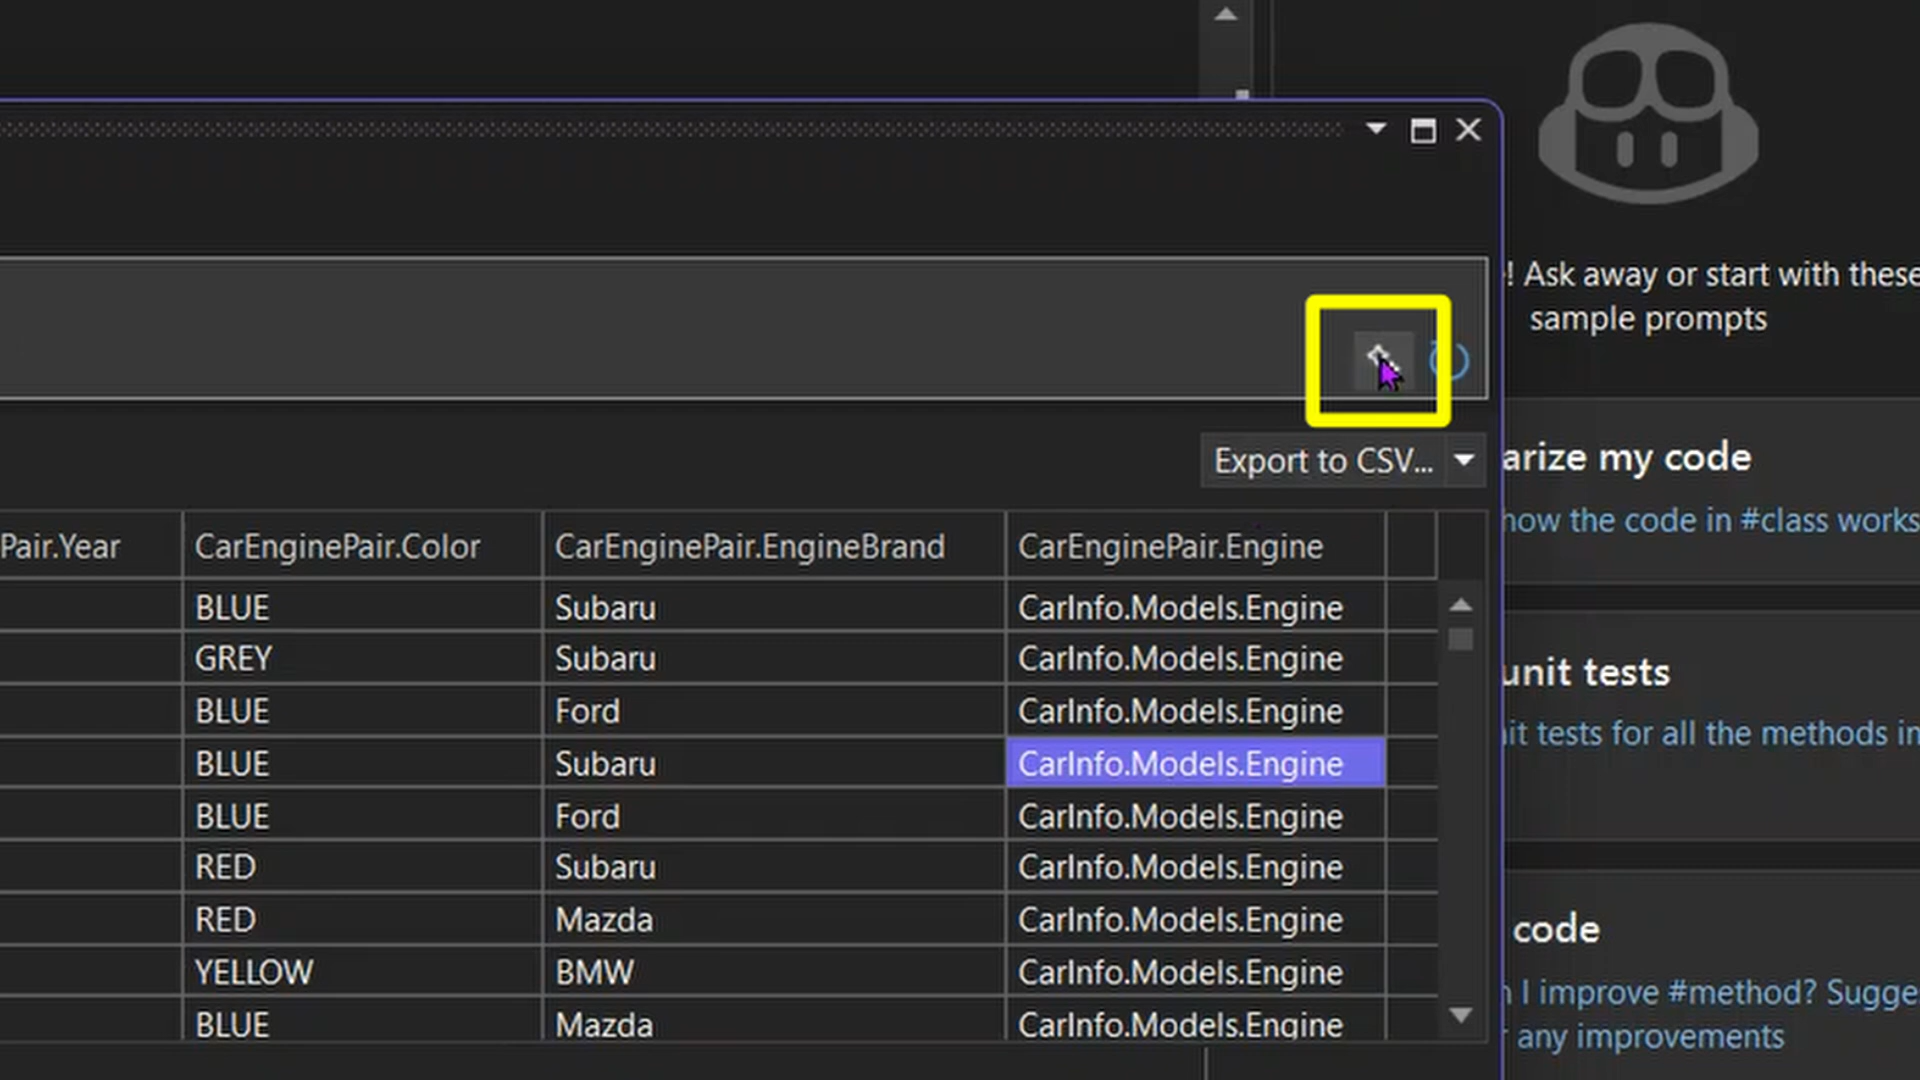 ! Ask away or start with these
sample prompts
Export to CSV...
arize my code
how the code in #class works
Pair.Year CarEnginePair.Color CarEnginePair.EngineBrand CarEnginePair.Engine
BLUE Subaru CarInfo.Models.Engine
GREY Subaru CarInfo.Models.Engine
unit tests
BLUE Ford CarInfo.Models.Engine
it tests for all the methods in
BLUE Subaru CarInfo.Models.Engine
BLUE Ford CarInfo.Models.Engine
RED Subaru CarInfo.Models.Engine
RED Mazda CarInfo.Models.Engine
code
YELLOW BMW CarInfo.Models.Engine
I improve #method? Sugge
BLUE Mazda CarInfo.Models.Engine
any improvements